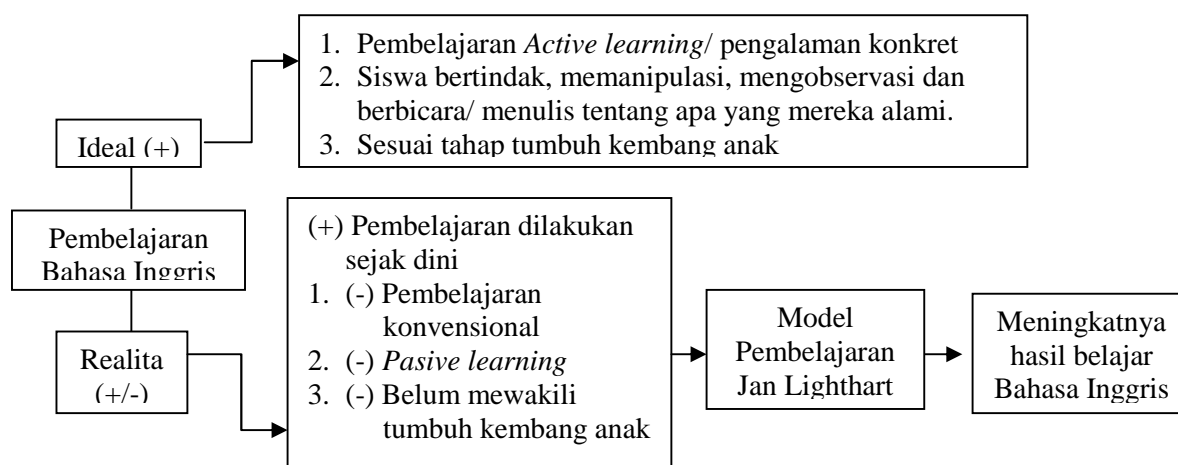 1. Pembelajaran Active learning/ pengalaman konkret
2. Siswa bertindak, memanipulasi, mengobservasi dan
berbicara/ menulis tentang apa yang mereka alami.
3. Sesuai tahap tumbuh kembang anak
Ideal (+)
Pembelajaran
Bahasa Inggris
Realita
(+/-)
(+) Pembelajaran dilakukan
sejak dini
1. (-) Pembelajaran
konvensional
2. (-) Pasive learning
3. (-) Belum mewakili
tumbuh kembang anak
Model
Pembelajaran
Jan Lighthart
Meningkatnya
hasil belajar
Bahasa Inggris